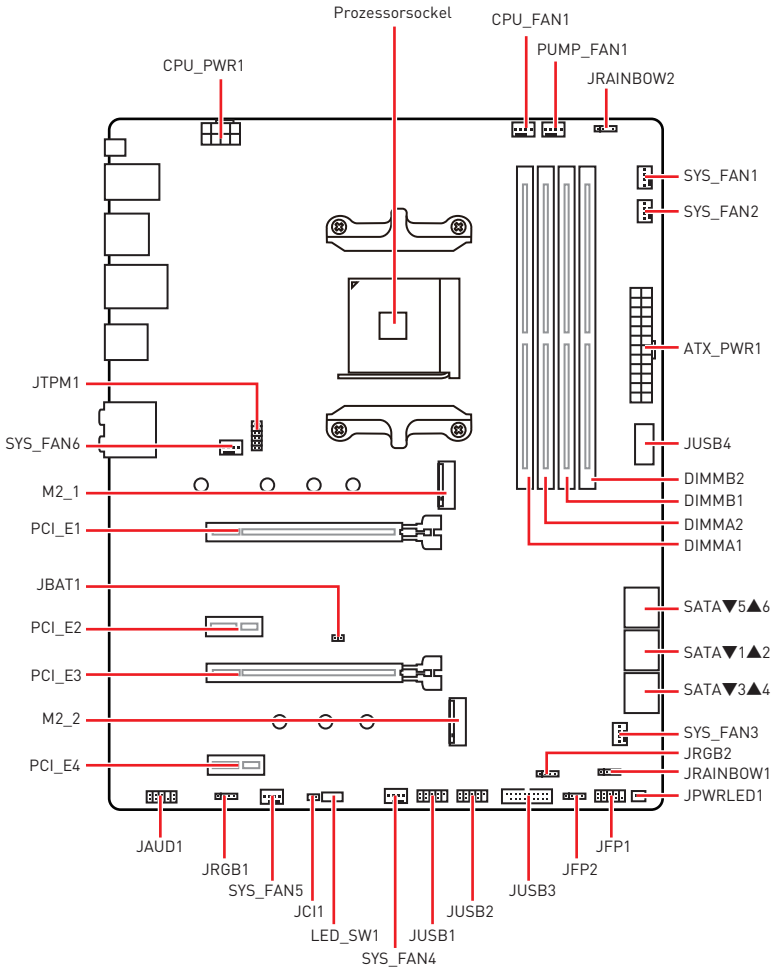 Prozessorsockel
CPU_FAN1
PUMP_FAN1
CPU_PWR1
JRAINBOW2
SYS_FAN1
SYS_FAN2
ATX_PWR1
JTPM1
SYS_FAN6
JUSB4
M2_1
DIMMB2
DIMMB1
PCI_E1
DIMMA2
DIMMA1
JBAT1
SATA▼5▲6
PCI_E2
SATA▼1▲2
PCI_E3
SATA▼3▲4
M2_2
SYS_FAN3
JRGB2
PCI_E4
JRAINBOW1
JPWRLED1
JAUD1
JFP1
JRGB1
JFP2
SYS_FAN5
JUSB3
JCI1
JUSB2
LED_SW1
JUSB1
SYS_FAN4